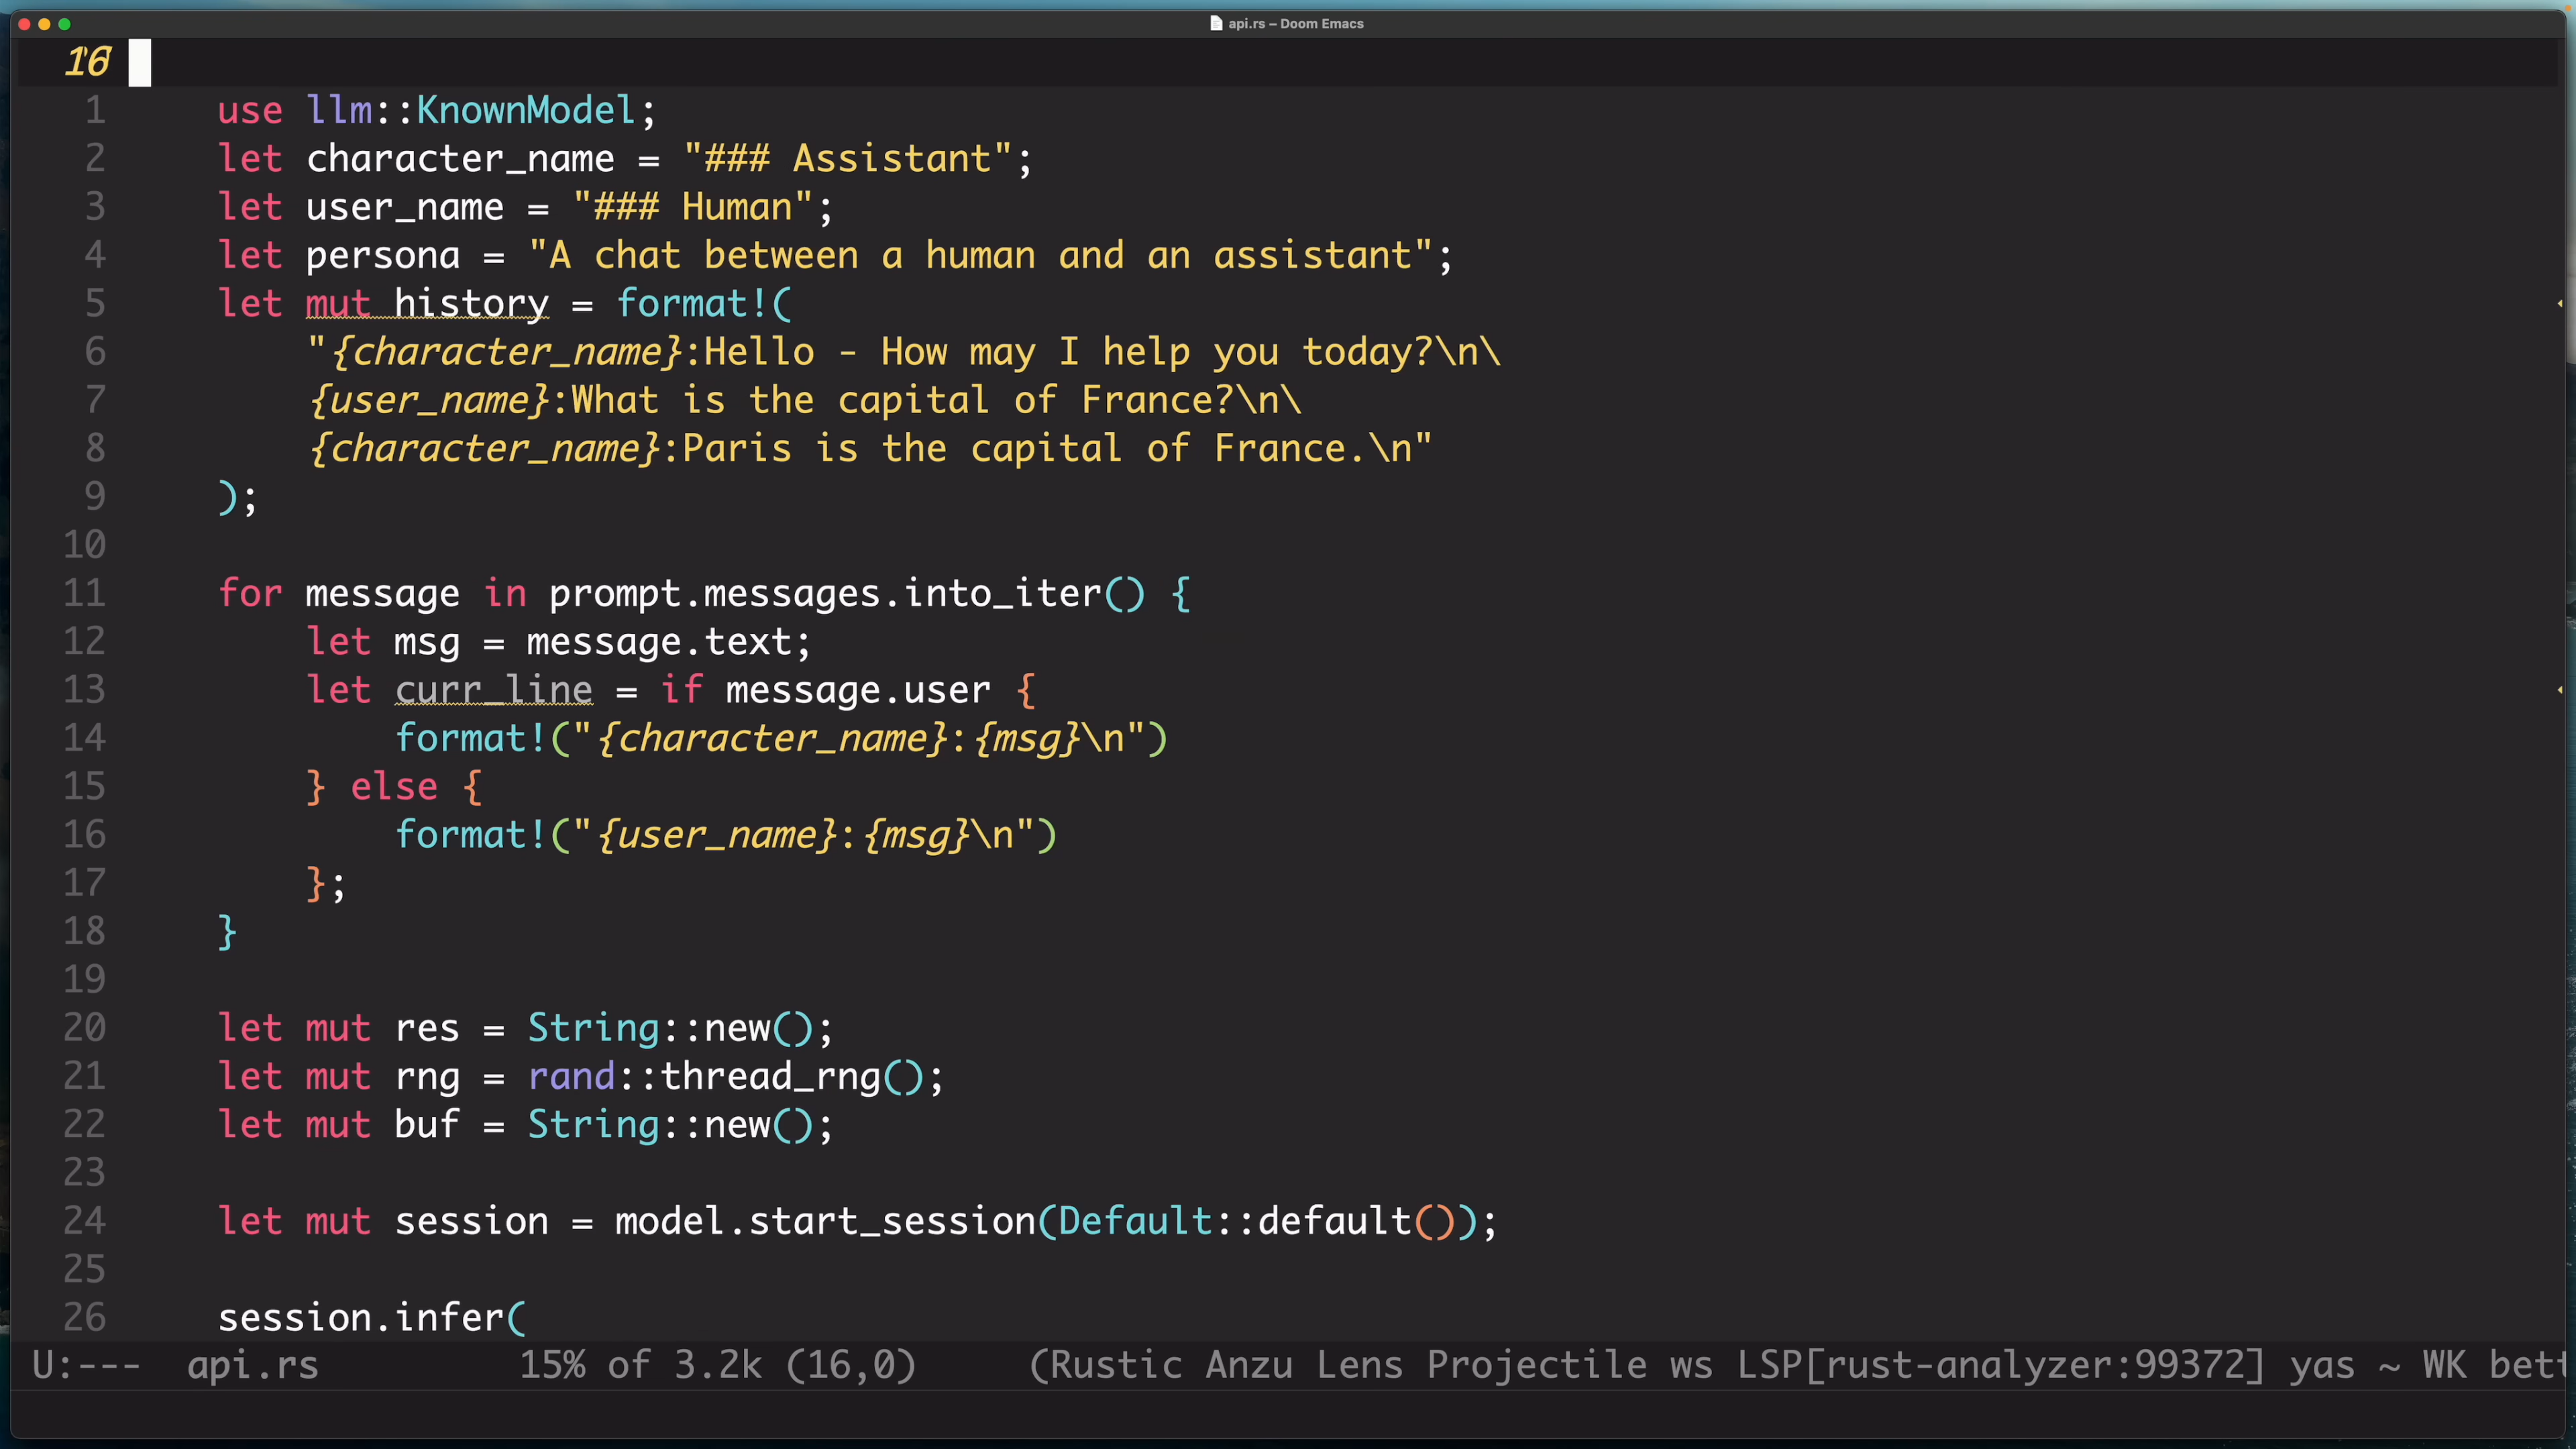 api.rs – Doom Emacs
16
1 use llm::KnownModel;
2 let character_name = "### Assistant";
3 let user_name = "### Human";
4 let persona = "A chat between a human and an assistant";
5 let mut history = format!(
6 "{character_name}:Hello - How may I help you today?\n\
7 {user_name}:What is the capital of France?\n\
8 {character_name}:Paris is the capital of France.\n"
9 );
10
11 for message in prompt.messages.into_iter() {
12 let msg = message.text;
13 let curr_line = if message.user {
14 format!("{character_name}:{msg}\n")
15 } else {
16 format!("{user_name}:{msg}\n")
17 };
18 }
19
20 let mut res = String::new();
21 let mut rng = rand::thread_rng();
22 let mut buf = String::new();
23
24 let mut session = model.start_session(Default::default());
25
26 session.infer(
U:--- api.rs 15% of 3.2k (16,0) (Rustic Anzu Lens Projectile ws LSP[rust-analyzer:99372] yas ~ WK bett